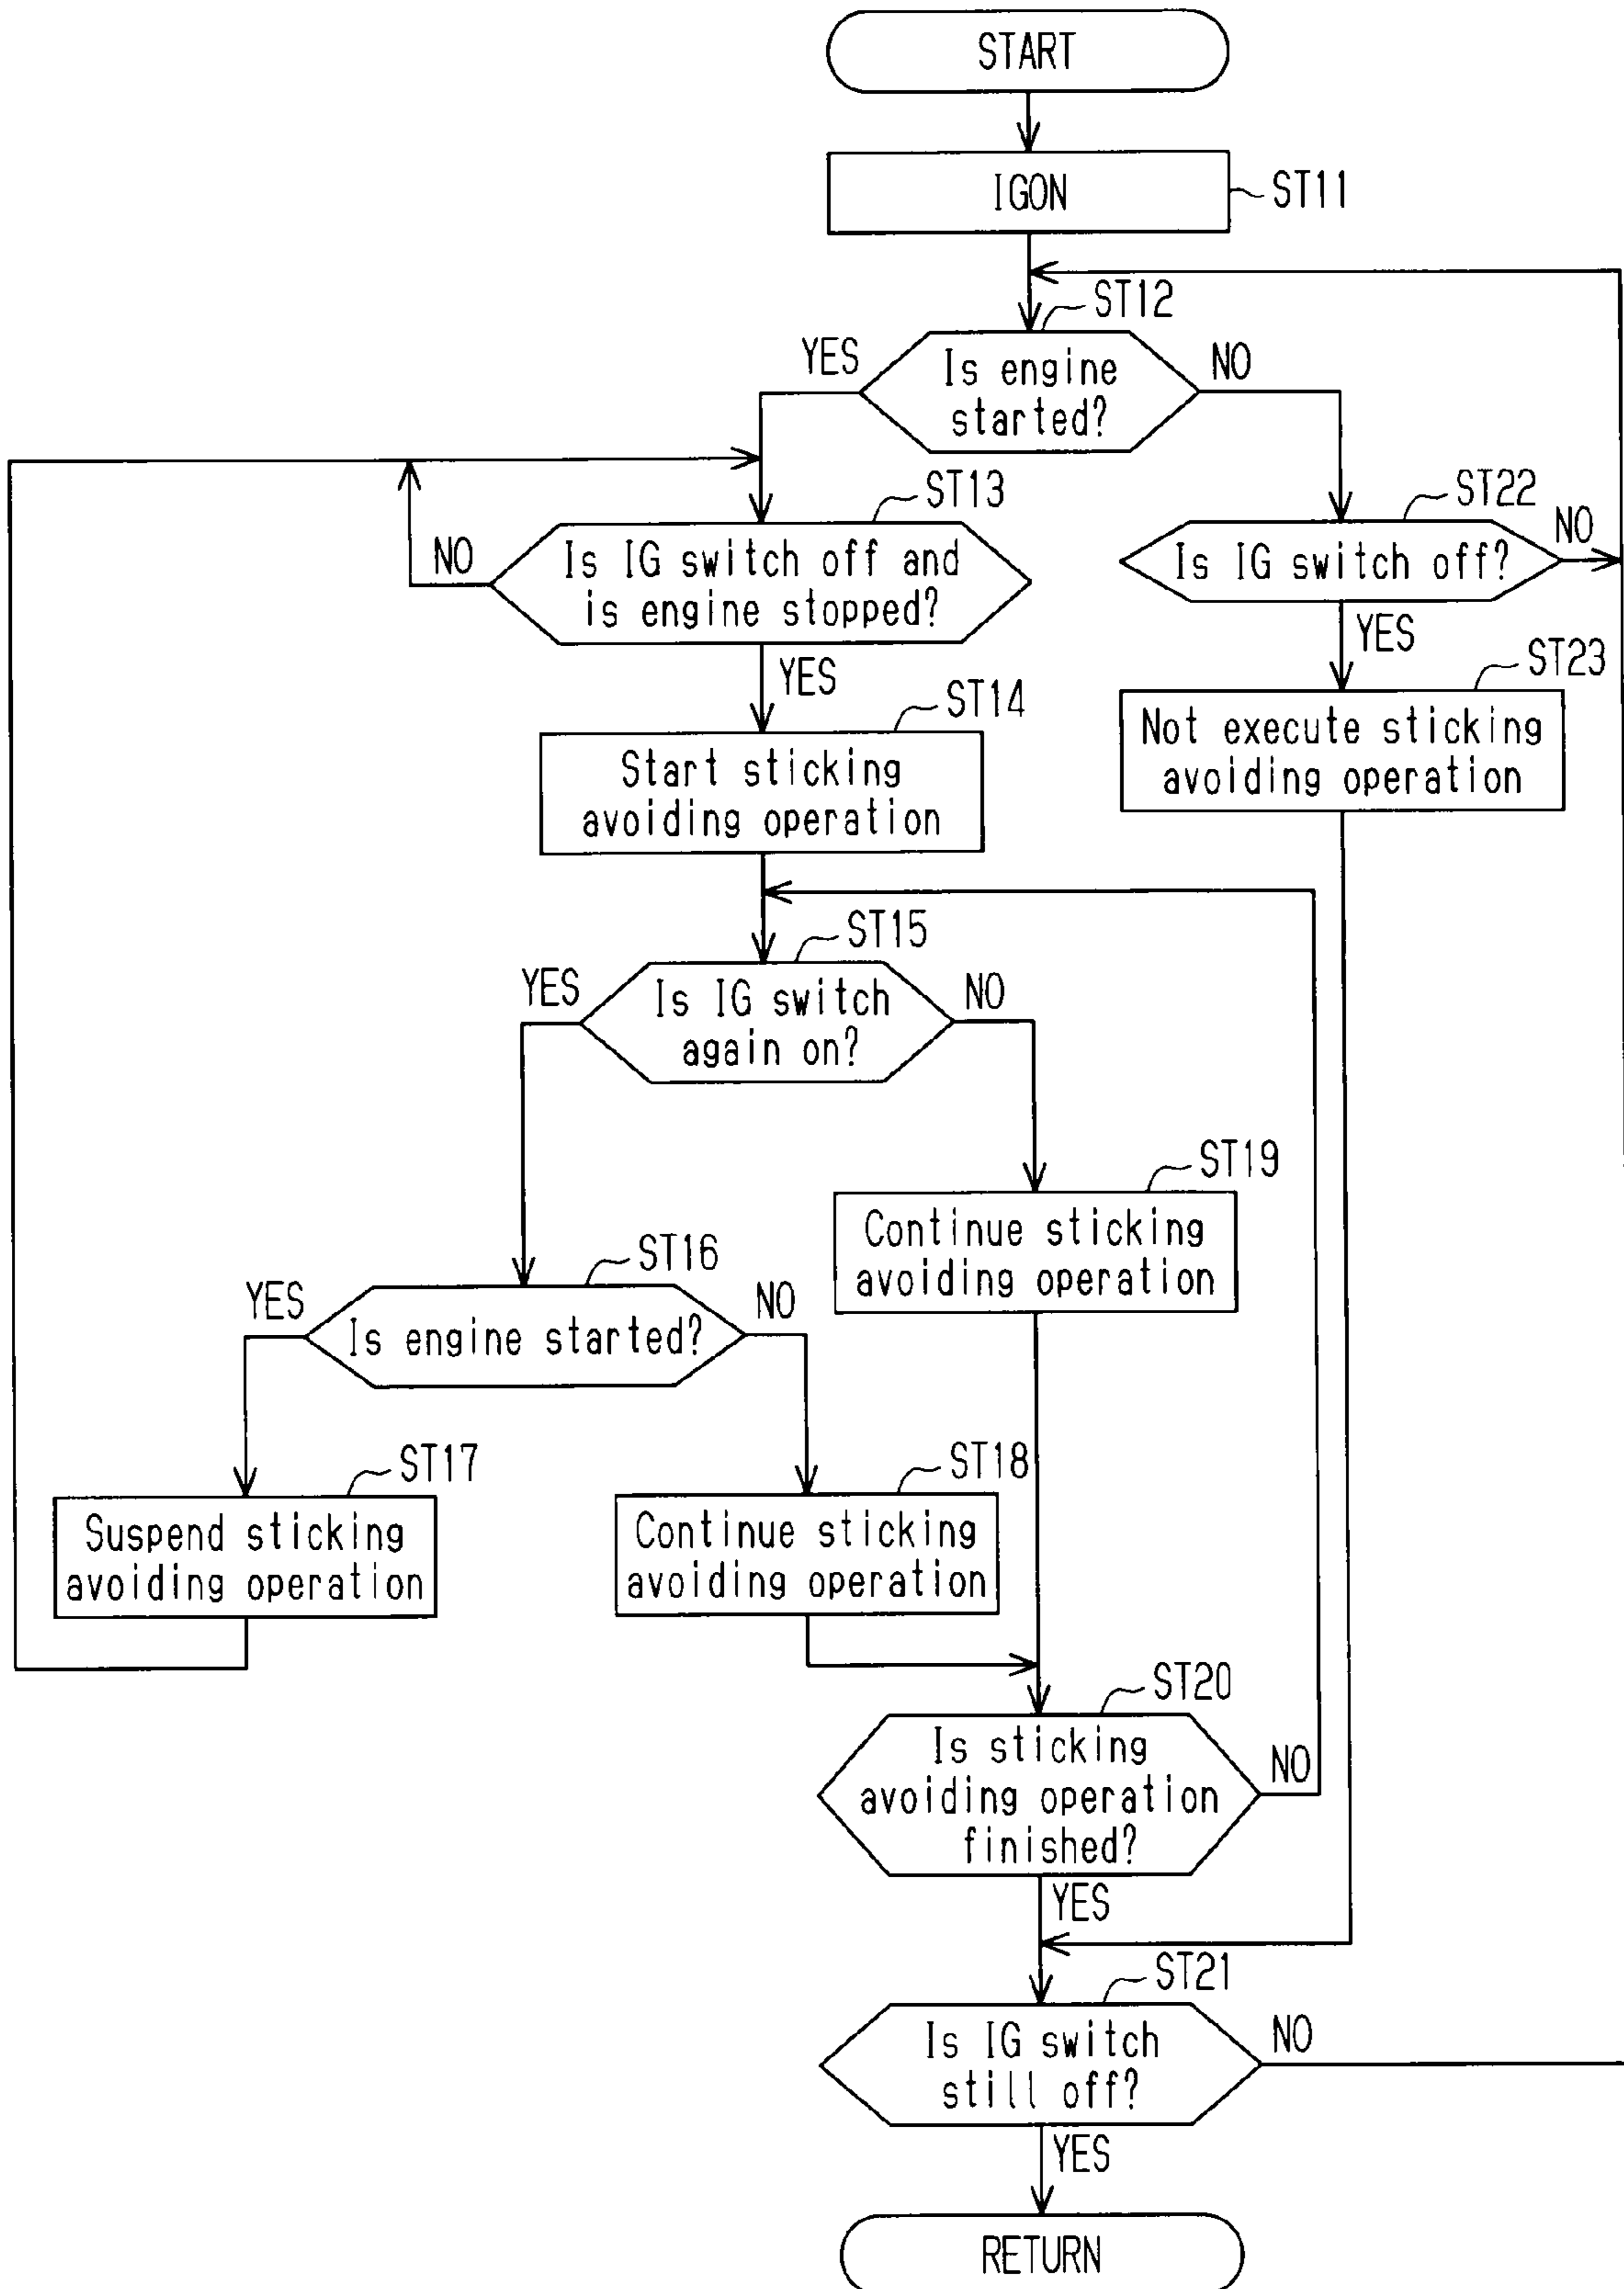 START
IGON
ST11
ST12
YES
Is engine
started?
NO
ST13
NO
Is IG switch off and
is engine stopped?
YES
ST22
Is IG switch off?
NO
YES
ST23
Not execute sticking
avoiding operation
ST14
Start sticking
avoiding operation
ST15
YES
Is IG switch
again on?
NO
ST19
Continue sticking
avoiding operation
ST16
YES
Is engine started?
NO
ST17
Suspend sticking
avoiding operation
ST18
Continue sticking
avoiding operation
ST20
Is sticking
avoiding operation
finished?
NO
YES
ST21
Is IG switch
still off?
NO
YES
RETURN